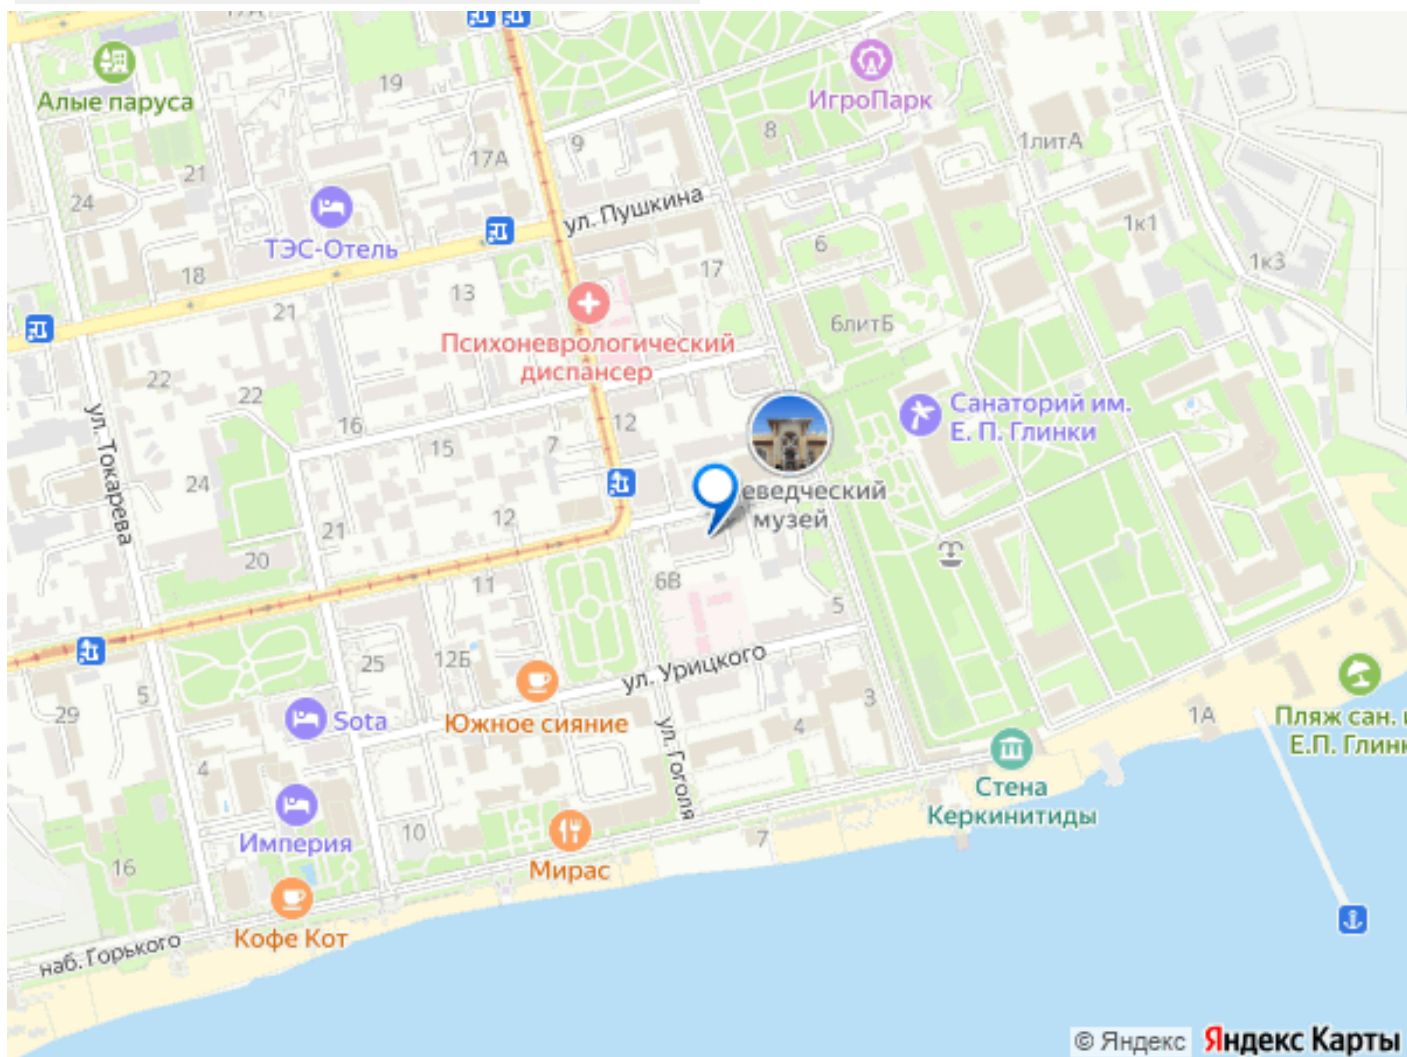 17А
Алые паруса
19
ИгроПарк
9
8
1литА
17А
21
24
ул. Пушкина
ТЭС-Отель
6
1к1
1к3
18
17
13
21
6литБ
Психоневрологический
диспансер
22
22
Санаторий им.
Е. П. Глинки
ул. Токарева
16
12
15
7
24
еведческий
музей
12
21
20
11
6В
5
ул. Урицкого
25
12Б
5
29
Sota
Южное сияние
3
4
1А
Пляж сан. и
Е.П. Глинк
ул. Гоголя
4
Стена
Керкинитиды
Империя
10
7
16
Мирас
Кофе Кот
наб. Горького
© Яндекс Яндекс Карты